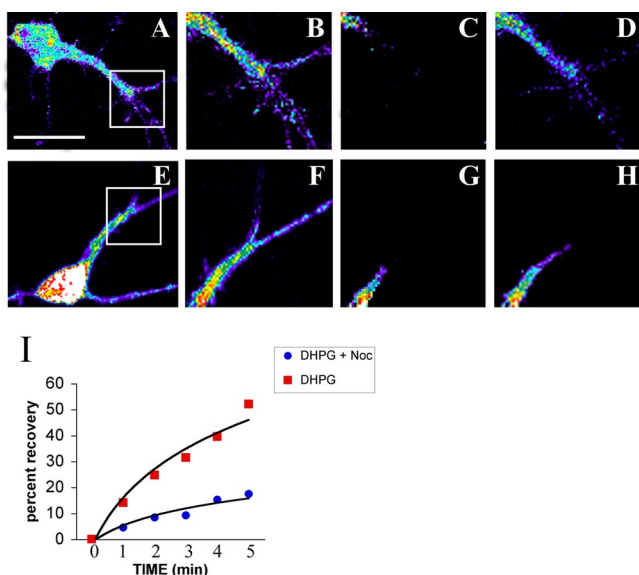 A B C D
E F G H
I
DHPG + Noc
DHPG
60
50
40
30
20
10
0
percent recovery
0 1 2 3 4 5
TIME (min)